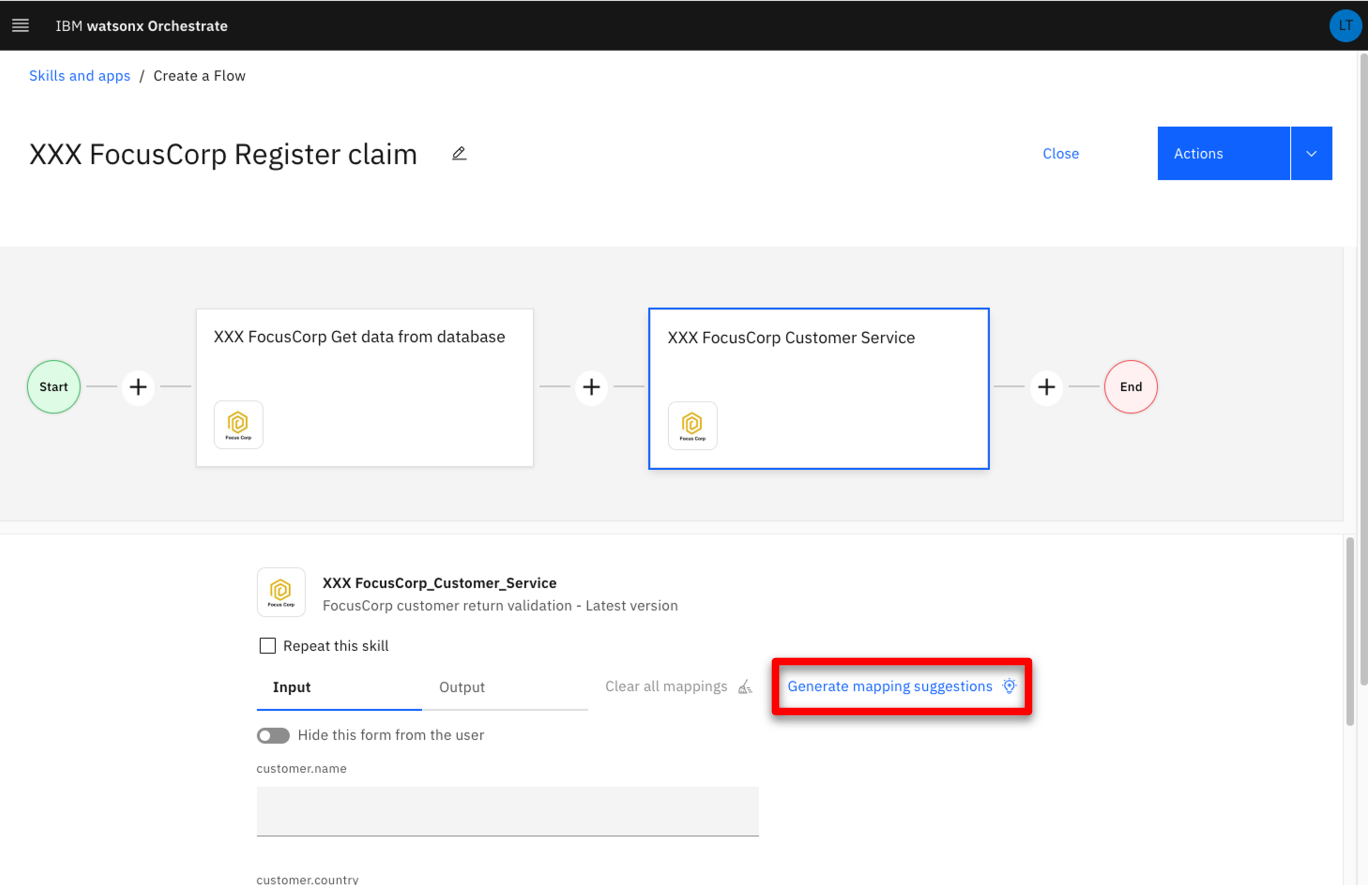 IBM watsonx Orchestrate
LT
Skills and apps / Create a Flow
XXX FocusCorp Register claim
Close
Actions
XXX FocusCorp Get data from database
XXX FocusCorp Customer Service
Start
End
Focus Corp
Focus Corp
XXX FocusCorp_Customer_Service
Focus Corp
FocusCorp customer return validation - Latest version
Repeat this skill
Input
Output
Clear all mappings
Generate mapping suggestions
Hide this form from the user
customer.name
customer.country